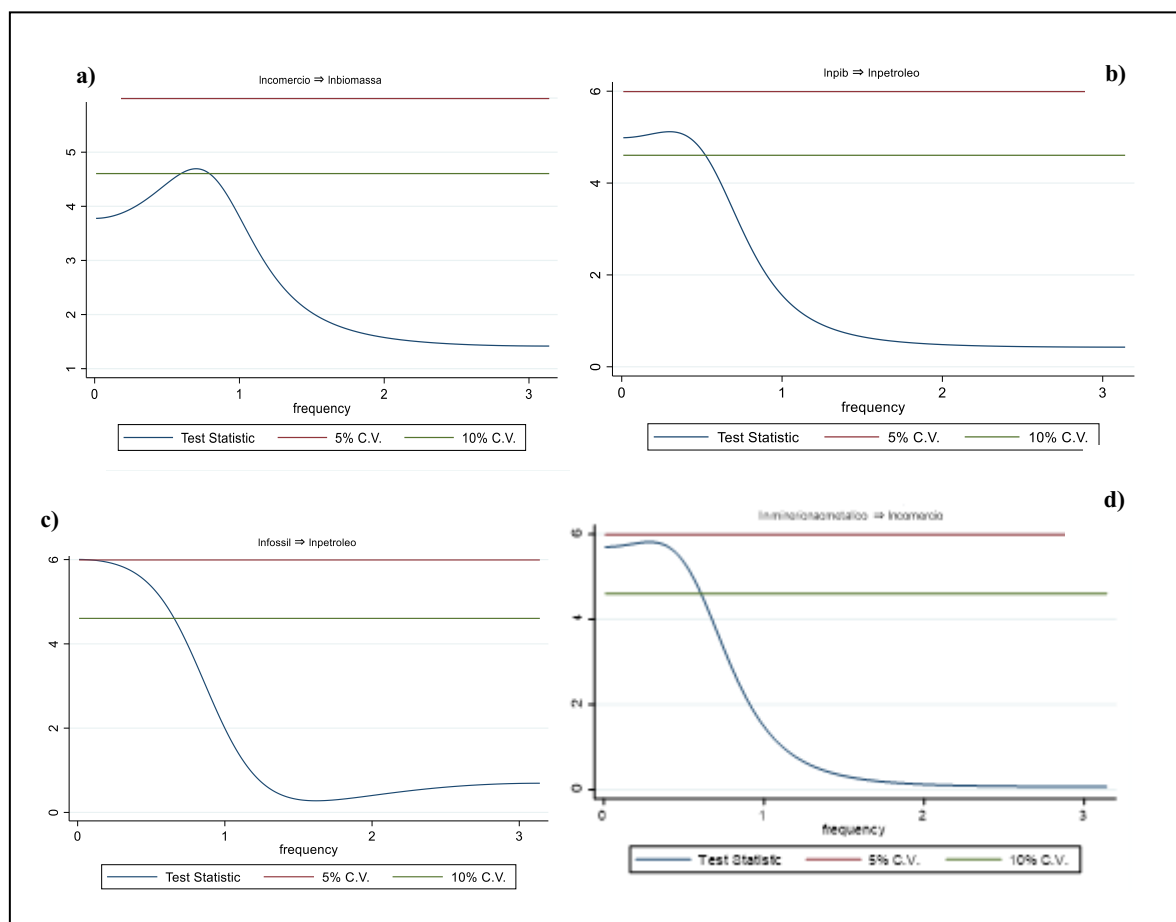 a)
lncomercio ⇒ lnbiomassa
5
4
3
2
1
0 1 2 3
frequency
Test Statistic 5% C.V. 10% C.V.
b)
lnpib ⇒ lnpetroleo
6
4
2
0
0 1 2 3
frequency
Test Statistic 5% C.V. 10% C.V.
c)
lnfossil ⇒ lnpetroleo
6
4
2
0
0 1 2 3
frequency
Test Statistic 5% C.V. 10% C.V.
d)
lnminerionaometalico ⇒ lncomercio
6
4
2
0
0 1 2 3
frequency
Test Statistic 5% C.V. 10% C.V.